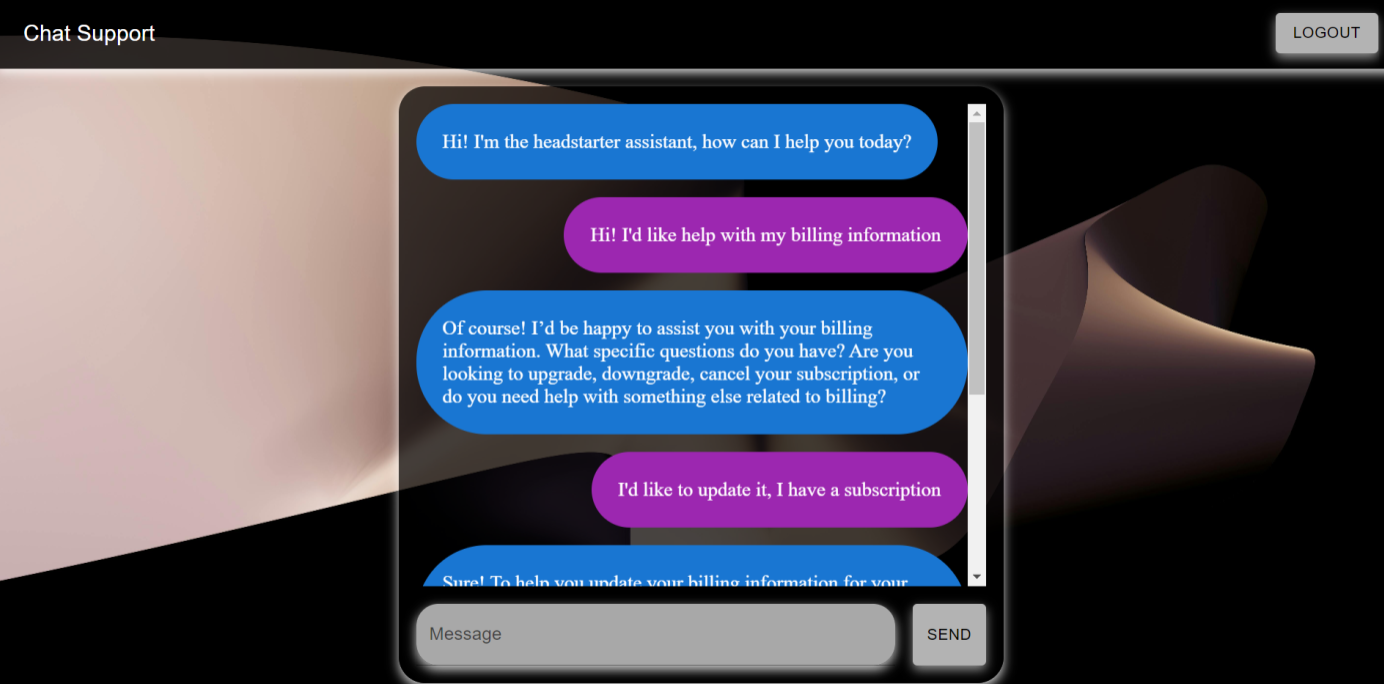 Chat Support
LOGOUT
Hi! I'm the headstarter assistant, how can I help you today?
Hi! I'd like help with my billing information
Of course! I’d be happy to assist you with your billing
information. What specific questions do you have? Are you
looking to upgrade, downgrade, cancel your subscription, or
do you need help with something else related to billing?
I'd like to update it, I have a subscription
Sure! To help you update your billing information for your
Message
SEND